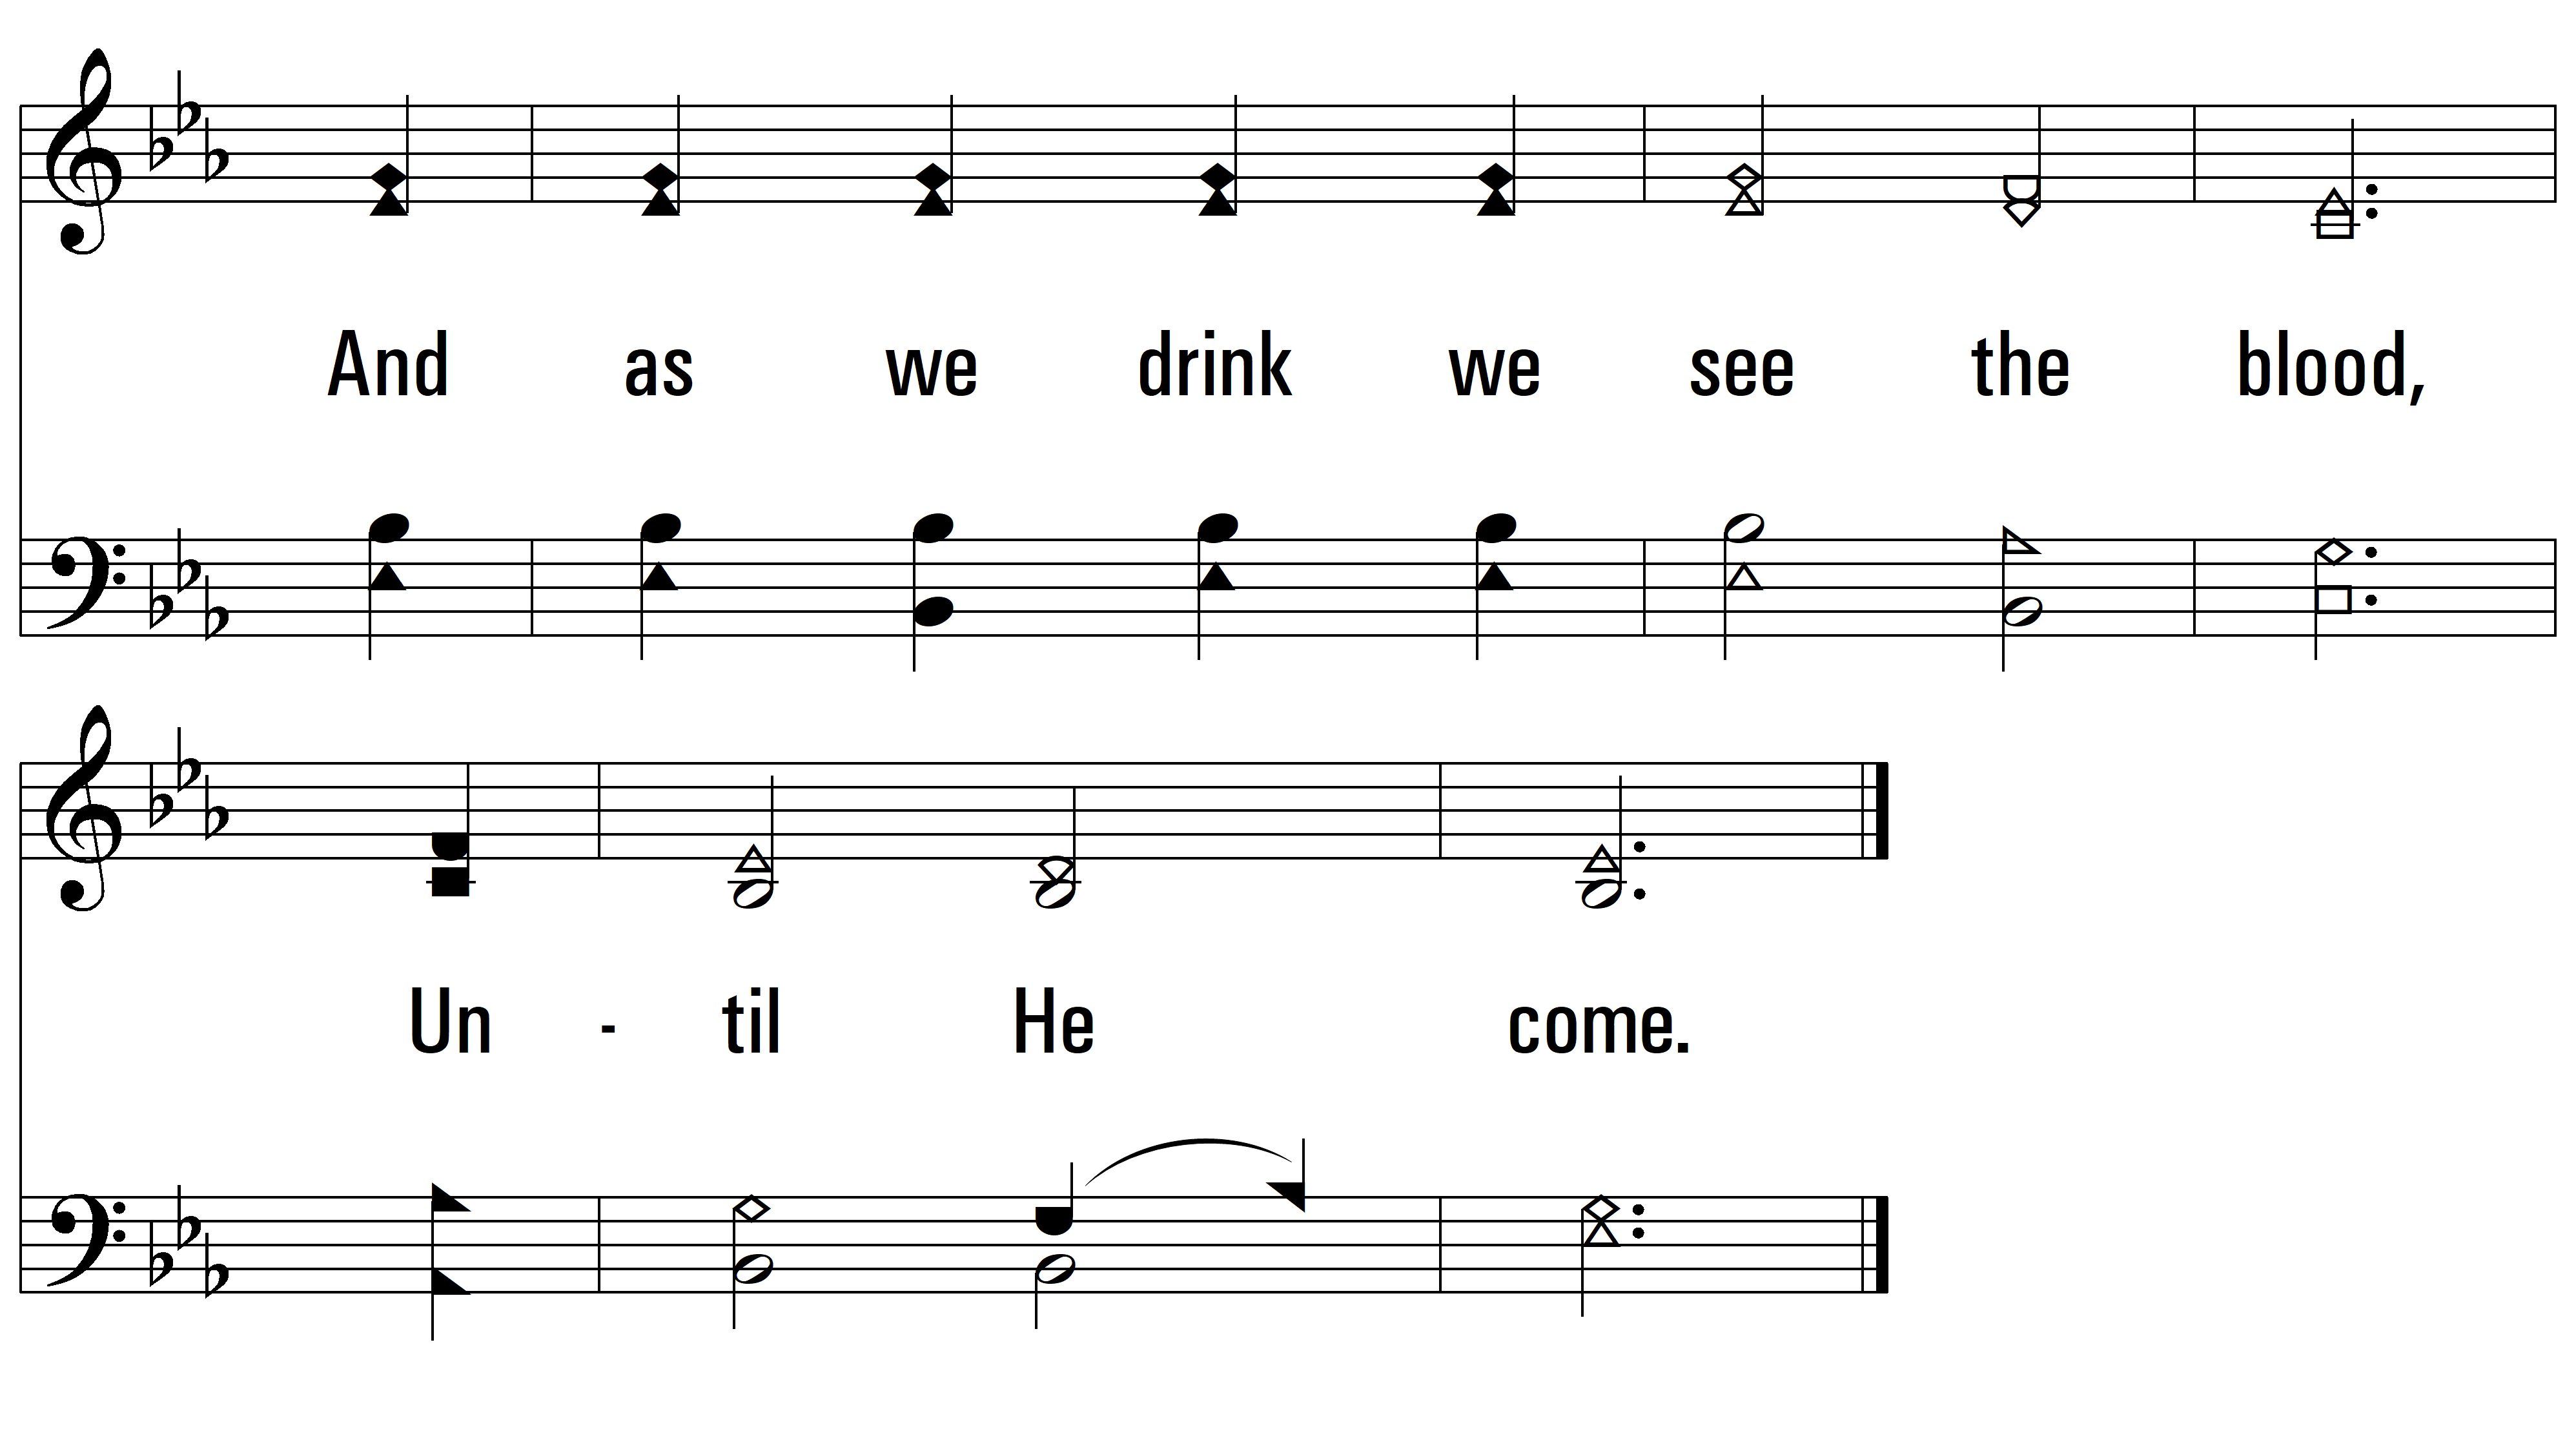 And as we drink we see the blood,
Un - til He come.